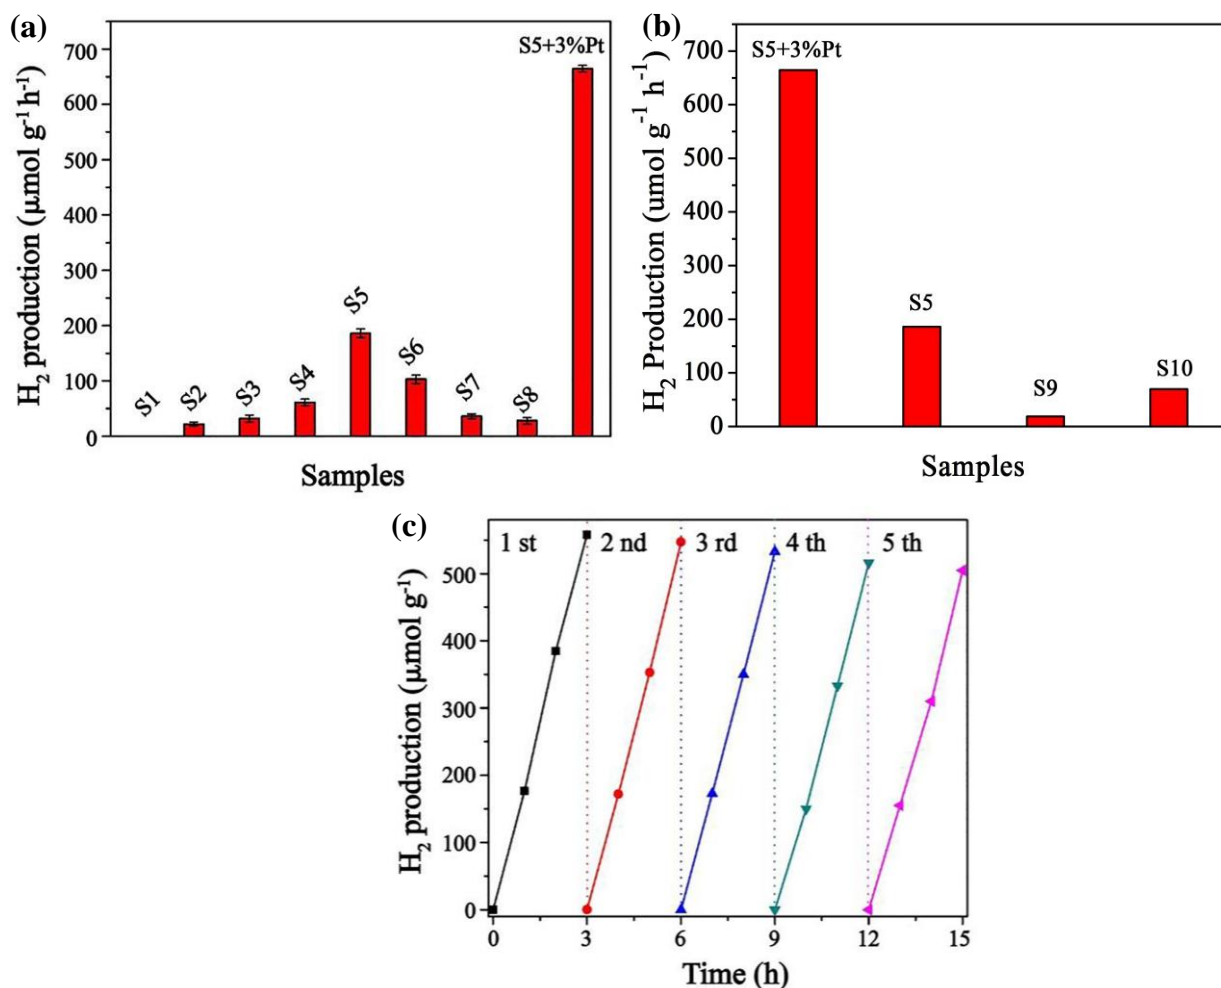 (a)
H₂ production (μmol g⁻¹h⁻¹)
700
600
500
400
300
200
100
0
S1
S2
S3
S4
S5
S6
S7
S8
S5+3%Pt
Samples
(b)
H₂ Production (umol g⁻¹ h⁻¹)
700
600
500
400
300
200
100
0
S5+3%Pt
S5
S9
S10
Samples
(c)
H₂ production (μmol g⁻¹)
500
400
300
200
100
0
1 st
2 nd
3 rd
4 th
5 th
0
3
6
9
12
15
Time (h)